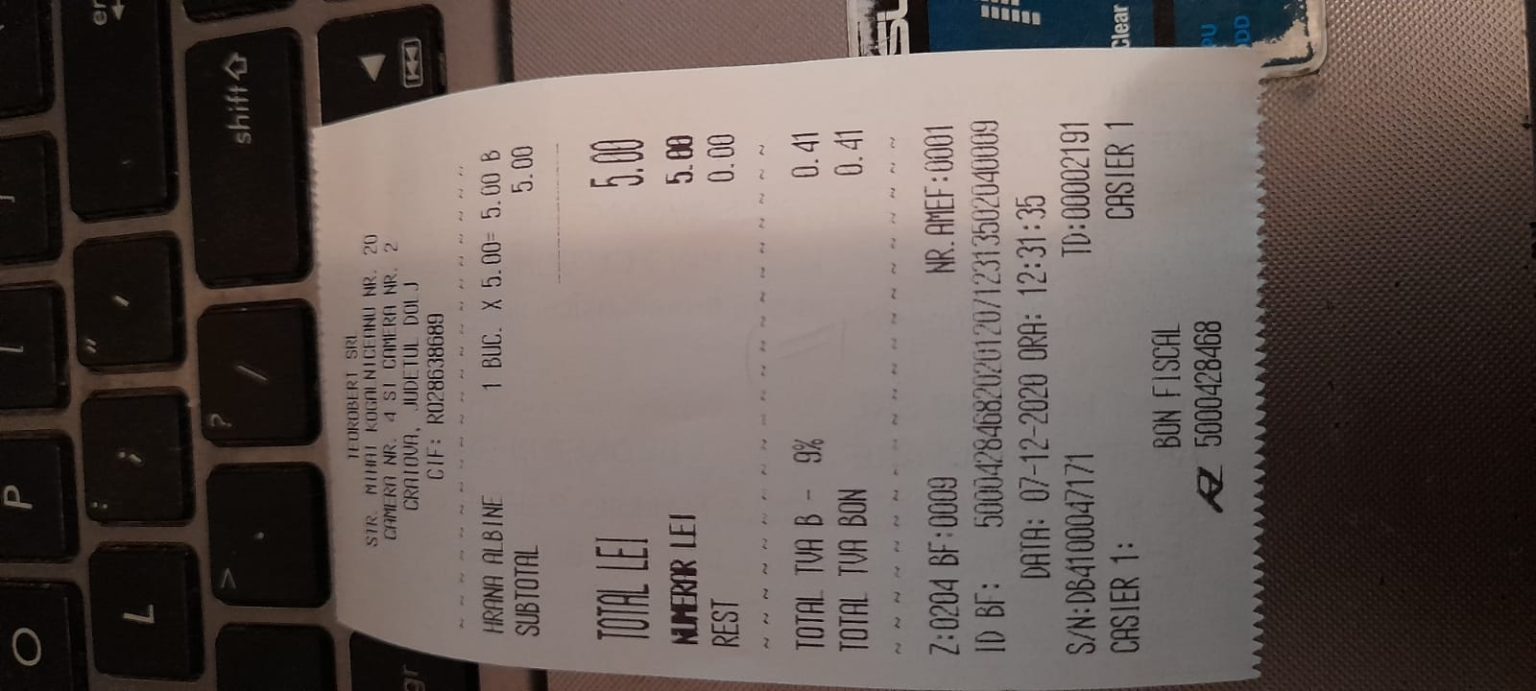 TEOROBERT SRL
STR. MIHAI KOGALNICEANU NR. 20
CAMERA NR. 4 SI CAMERA NR. 2
CRAIOVA, JUDETUL DOLJ
CIF: RO28638689
~ ~ ~ ~ ~ ~ ~ ~ ~ ~ ~ ~ ~ ~ ~ ~
HRANA ALBINE 1 BUC. X 5.00= 5.00 B
SUBTOTAL 5.00
TOTAL LEI 5.00
NUMERAR LEI 5.00
REST 0.00
~ ~ ~ ~ ~ ~ ~ ~ ~ ~ ~ ~ ~ ~ ~ ~
TOTAL TVA B - 9% 0.41
TOTAL TVA BON 0.41
~ ~ ~ ~ ~ ~ ~ ~ ~ ~ ~ ~ ~ ~ ~ ~
Z:0204 BF:0009 NR.AMEF:0001
ID BF: 50004284682020120712313502040009
DATA: 07-12-2020 ORA: 12:31:35
S/N:DB4100047171 TD:00002191
CASIER 1: CASIER 1
BON FISCAL
5000428468
O
P
L
:
;
"
'
>
.
?
/
shift
Clear